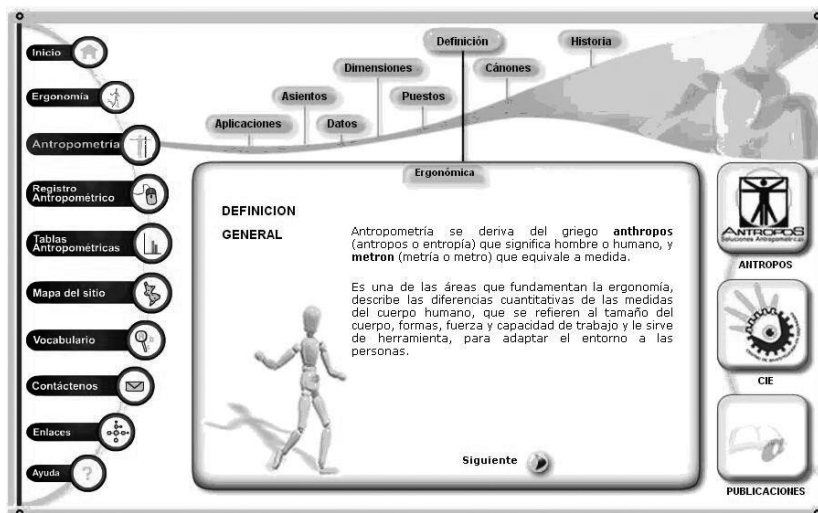 Inicio
Ergonomía
Antropometría
Registro
Antropométrico
Tablas
Antropométricas
Mapa del sitio
Vocabulario
Contáctenos
Enlaces
Ayuda
Aplicaciones
Asientos
Datos
Dimensiones
Puestos
Definición
Cánones
Historia
Ergonómica
DEFINICION
GENERAL
Antropometría se deriva del griego anthropos
(antropos o entropía) que significa hombre o humano, y
metron (metría o metro) que equivale a medida.
Es una de las áreas que fundamentan la ergonomía,
describe las diferencias cuantitativas de las medidas
del cuerpo humano, que se refieren al tamaño del
cuerpo, formas, fuerza y capacidad de trabajo y le sirve
de herramienta, para adaptar el entorno a las
personas.
Siguiente
ANTROPOS
Soluciones Antropométricas
ANTROPOS
CIE
PUBLICACIONES